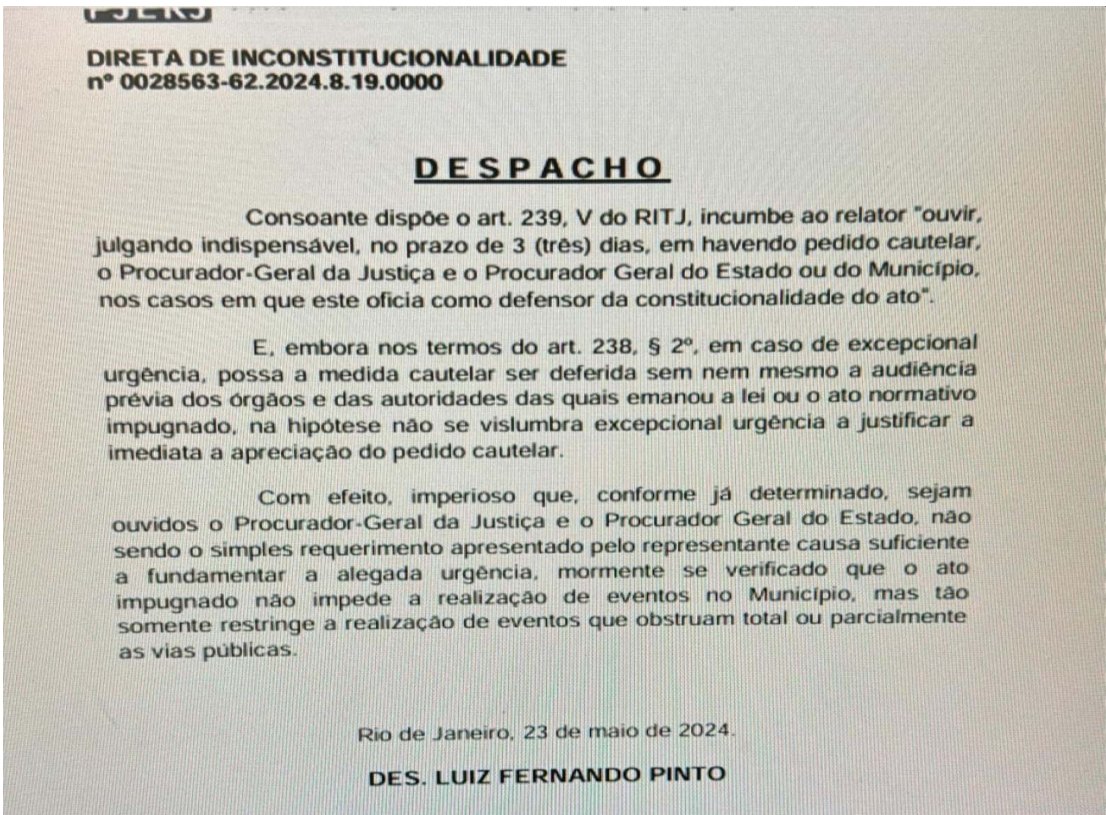 DIRETA DE INCONSTITUCIONALIDADE
nº 0028563-62.2024.8.19.0000
DESPACHO
Consoante dispõe o art. 239, V do RITJ, incumbe ao relator "ouvir,
julgando indispensável, no prazo de 3 (três) dias, em havendo pedido cautelar,
o Procurador-Geral da Justiça e o Procurador Geral do Estado ou do Município,
nos casos em que este oficia como defensor da constitucionalidade do ato".
E, embora nos termos do art. 238, § 2º, em caso de excepcional
urgência, possa a medida cautelar ser deferida sem nem mesmo a audiência
prévia dos órgãos e das autoridades das quais emanou a lei ou o ato normativo
impugnado, na hipótese não se vislumbra excepcional urgência a justificar a
imediata a apreciação do pedido cautelar.
Com efeito, imperioso que, conforme já determinado, sejam
ouvidos o Procurador-Geral da Justiça e o Procurador Geral do Estado, não
sendo o simples requerimento apresentado pelo representante causa suficiente
a fundamentar a alegada urgência, mormente se verificado que o ato
impugnado não impede a realização de eventos no Município, mas tão
somente restringe a realização de eventos que obstruam total ou parcialmente
as vias públicas.
Rio de Janeiro, 23 de maio de 2024.
DES. LUIZ FERNANDO PINTO